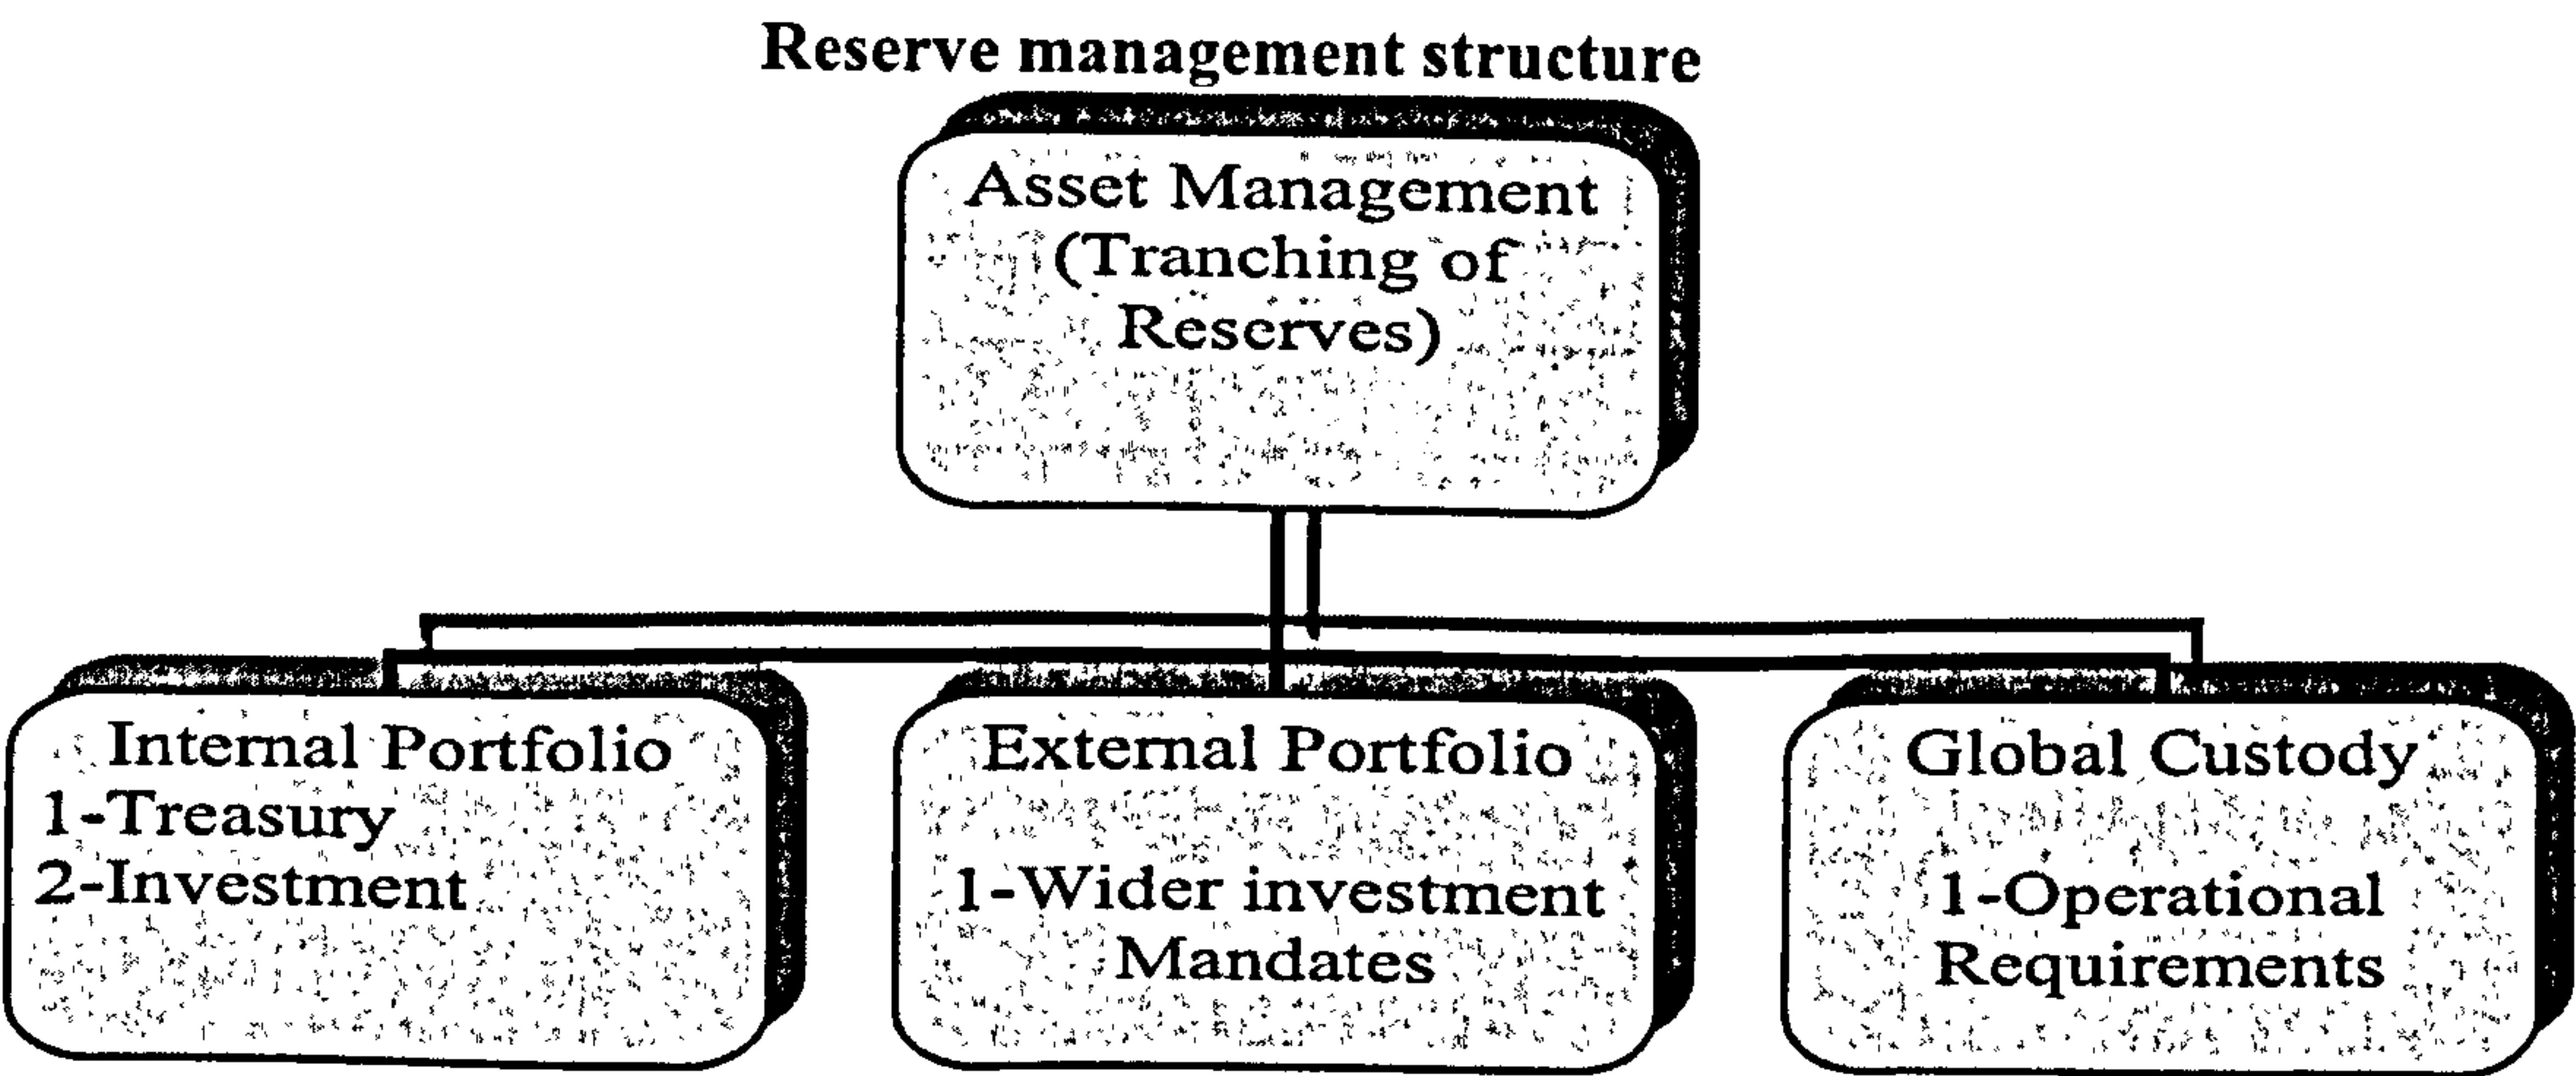 Reserve management structure
Asset Management
(Tranching of
Reserves)
Internal Portfolio
1-Treasury
2-Investment
External Portfolio
1-Wider investment
Mandates
Global Custody
1-Operational
Requirements